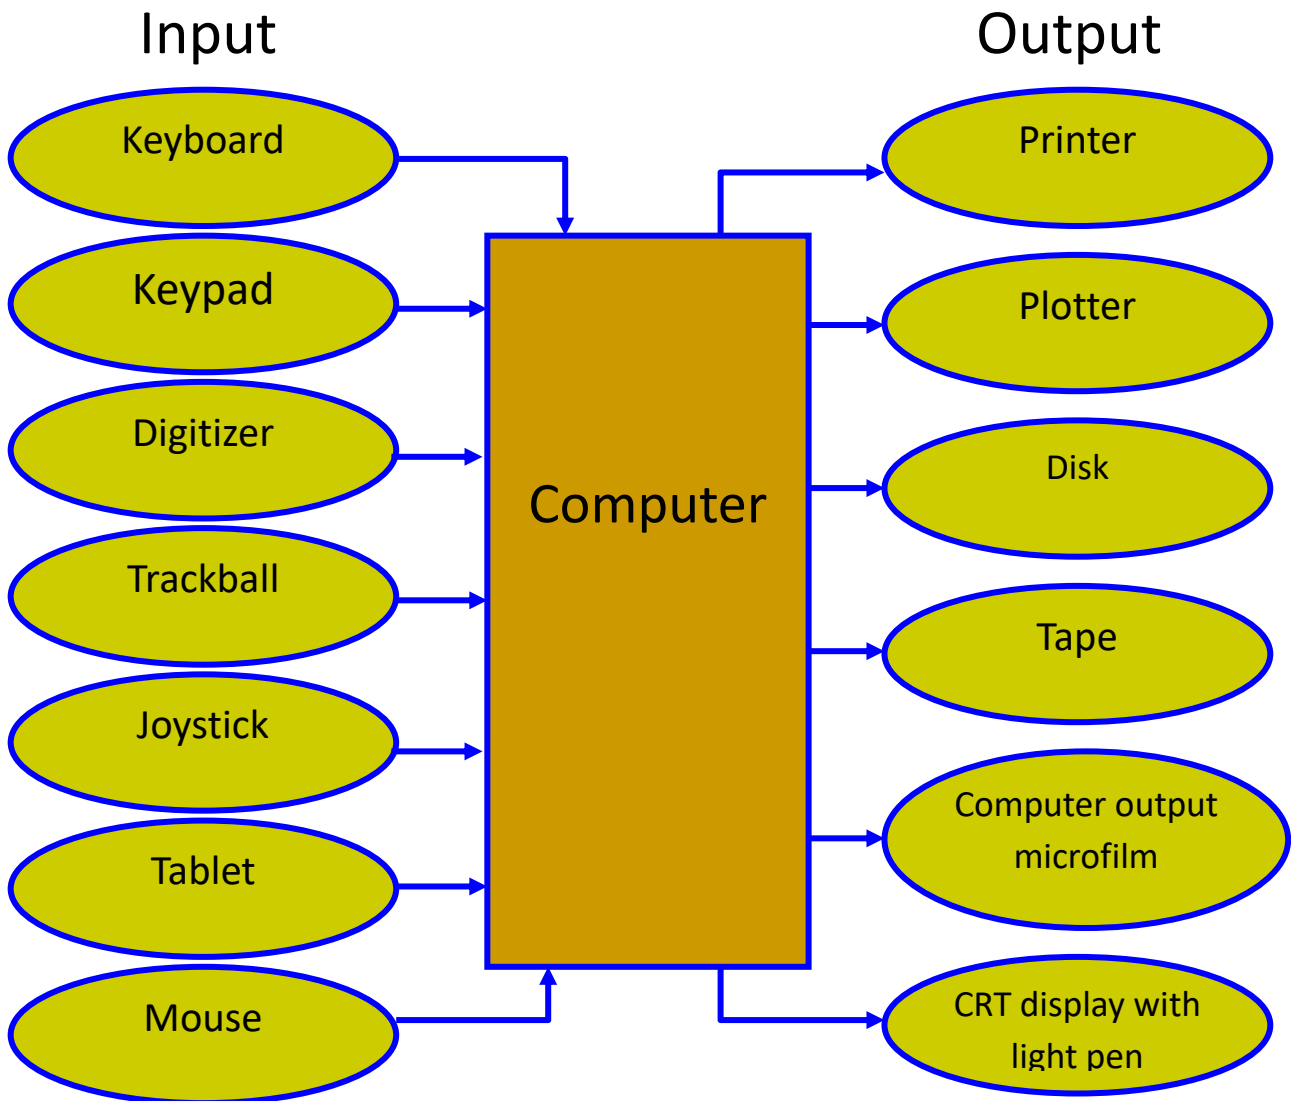 Input
Output
Keyboard
Keypad
Digitizer
Trackball
Joystick
Tablet
Mouse
Computer
Printer
Plotter
Disk
Tape
Computer output
microfilm
CRT display with
light pen